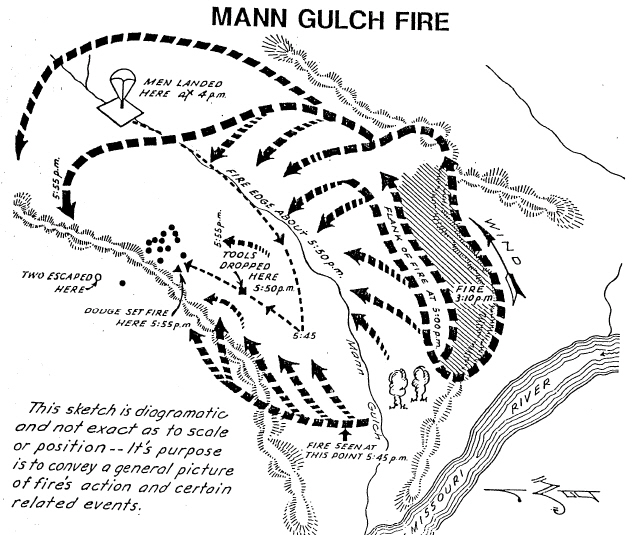 MANN GULCH FIRE
MEN LANDED
HERE at 4 p.m.
5:55 p.m.
FIRE EDGE ABOUT 5:50 p.m.
5:55 p.m.
TOOLS
DROPPED
HERE
5:50 p.m.
TWO ESCAPED
HERE
DODGE SET FIRE
HERE 5:55 p.m.
5:45
FLANK OF FIRE AT 5:00 p.m.
FIRE
3:10 p.m.
WIND
Mann Gulch
FIRE SEEN AT
THIS POINT 5:45 p.m.
MISSOURI RIVER
This sketch is diagramatic
and not exact as to scale
or position -- It's purpose
is to convey a general picture
of fire's action and certain
related events.